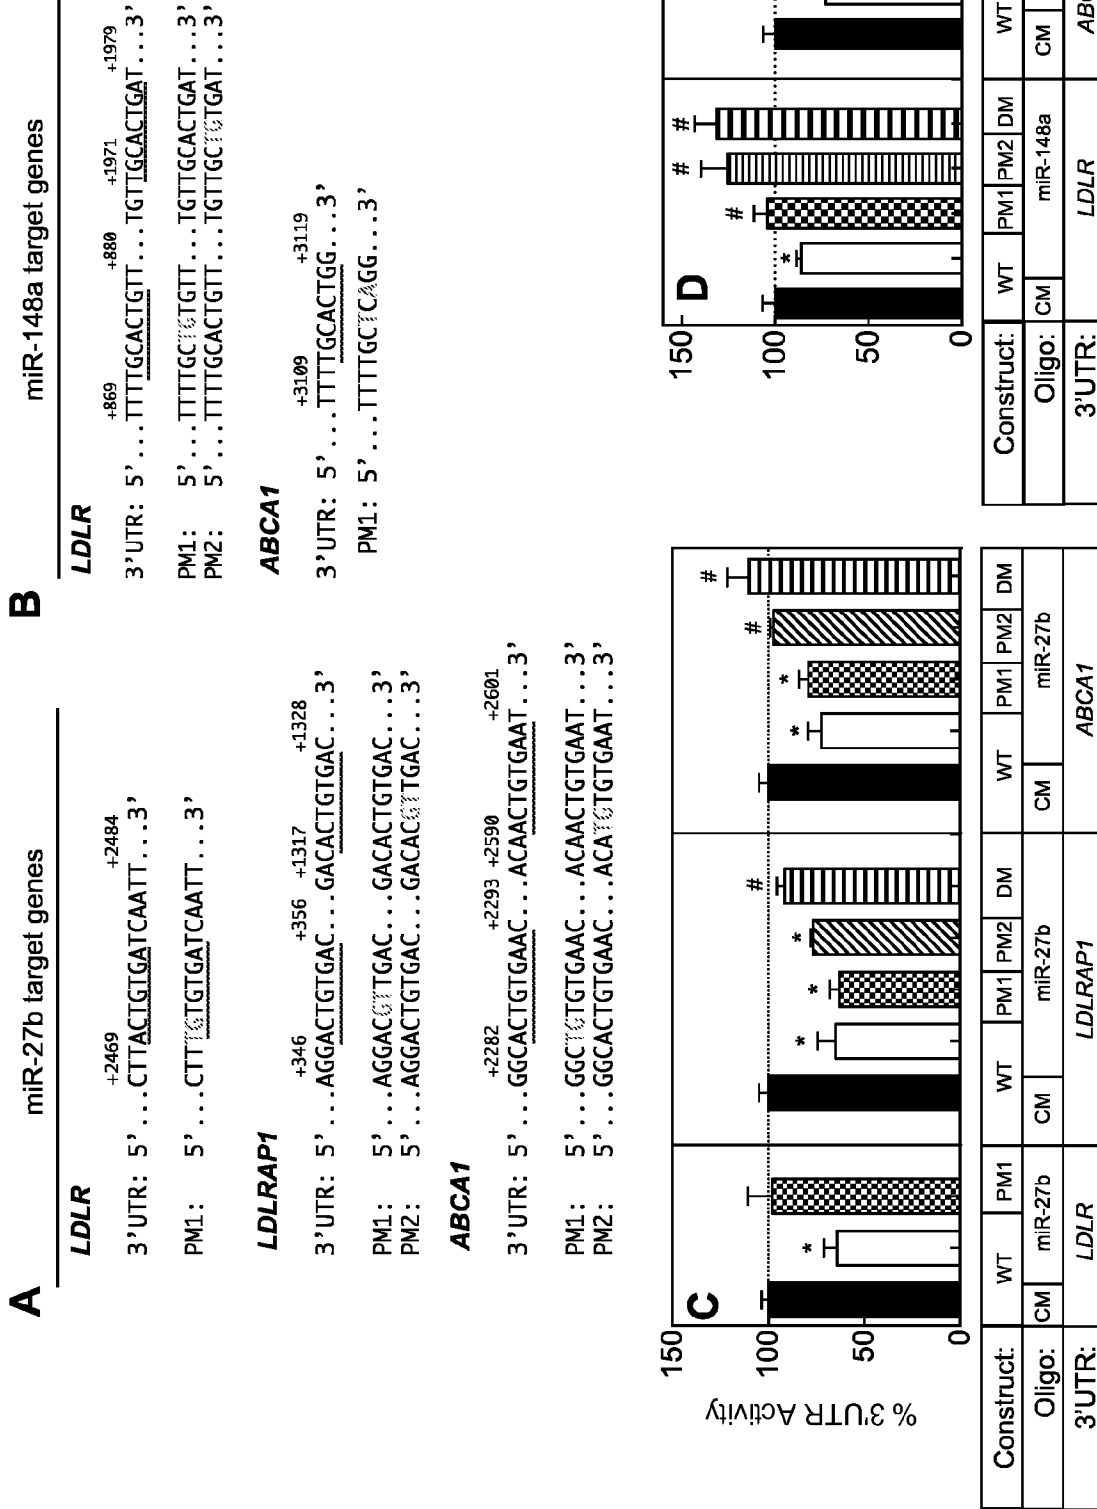 A
miR-27b target genes
LDLR
+2469 +2484
3'UTR: 5'...CTTACTGTGATCAATT...3'
PM1: 5'...CTTTGTGTGATCAATT...3'
LDLRAP1
+346 +356 +1317 +1328
3'UTR: 5'...AGGACTGTGAC...GACACTGTGAC...3'
PM1: 5'...AGGACGTTGAC...GACACTGTGAC...3'
PM2: 5'...AGGACTGTGAC...GACACGTTGAC...3'
ABCA1
+2282 +2293 +2590 +2601
3'UTR: 5'...GGCACTGTGAAC...ACAACTGTGAAT...3'
PM1: 5'...GGCTGTGTGAAC...ACAACTGTGAAT...3'
PM2: 5'...GGCACTGTGAAC...ACATGTGTGAAT...3'
B
miR-148a target genes
LDLR
+869 +880 +1971 +1979
3'UTR: 5'...TTTTGCACTGTT...TGTTGCACTGAT...3'
PM1: 5'...TTTTGCTGTGTT...TGTTGCACTGAT...3'
PM2: 5'...TTTTGCACTGTT...TGTTGCTGTGAT...3'
ABCA1
+3109 +3119
3'UTR: 5'...TTTTGCACTGG...3'
PM1: 5'...TTTTGCTCAGG...3'
C
% 3'UTR Activity
150
100
50
0
* * * * # * * # #
Construct: WT PM1 WT PM1 PM2 DM WT PM1 PM2 DM
Oligo: CM miR-27b CM miR-27b CM miR-27b
3'UTR: LDLR LDLRAP1 ABCA1
D
150
100
50
0
* # # #
Construct: WT PM1 PM2 DM WT
Oligo: CM miR-148a CM
3'UTR: LDLR